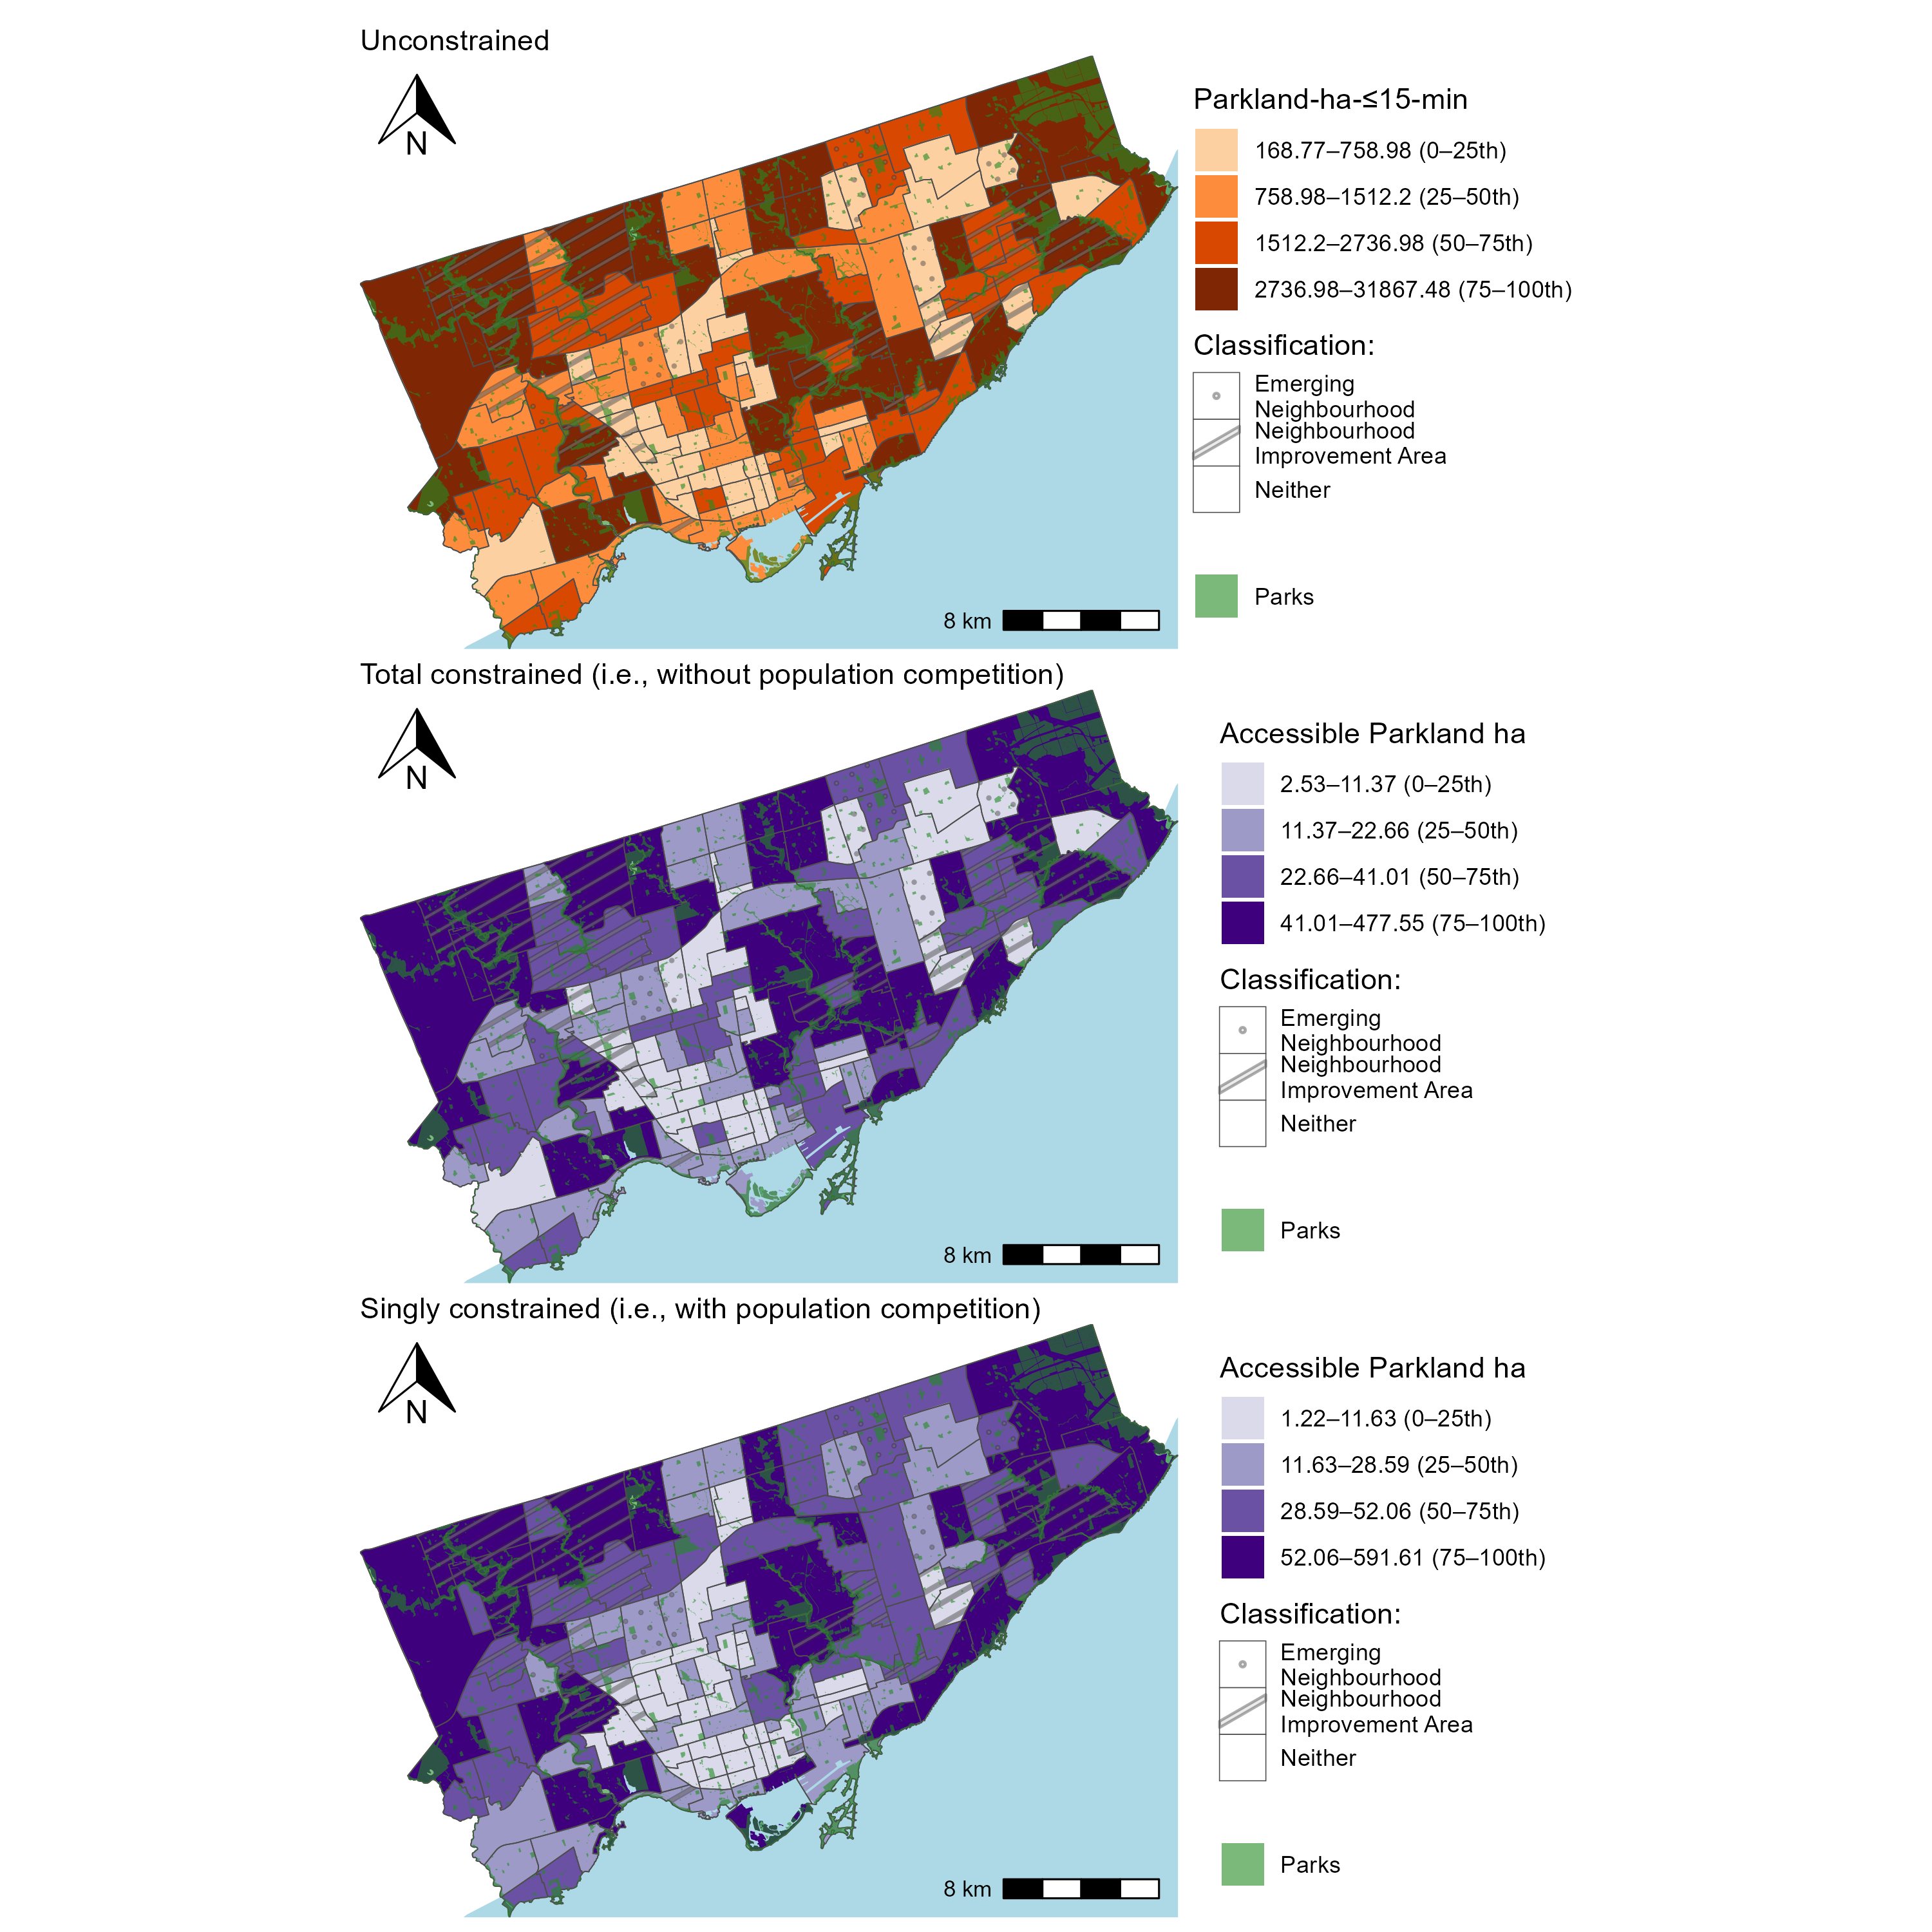 Unconstrained
N
Parkland-ha-≤15-min
168.77–758.98 (0–25th)
758.98–1512.2 (25–50th)
1512.2–2736.98 (50–75th)
2736.98–31867.48 (75–100th)
Classification:
Emerging
Neighbourhood
Neighbourhood
Improvement Area
Neither
Parks
8 km
Total constrained (i.e., without population competition)
N
Accessible Parkland ha
2.53–11.37 (0–25th)
11.37–22.66 (25–50th)
22.66–41.01 (50–75th)
41.01–477.55 (75–100th)
Classification:
Emerging
Neighbourhood
Neighbourhood
Improvement Area
Neither
Parks
8 km
Singly constrained (i.e., with population competition)
N
Accessible Parkland ha
1.22–11.63 (0–25th)
11.63–28.59 (25–50th)
28.59–52.06 (50–75th)
52.06–591.61 (75–100th)
Classification:
Emerging
Neighbourhood
Neighbourhood
Improvement Area
Neither
Parks
8 km